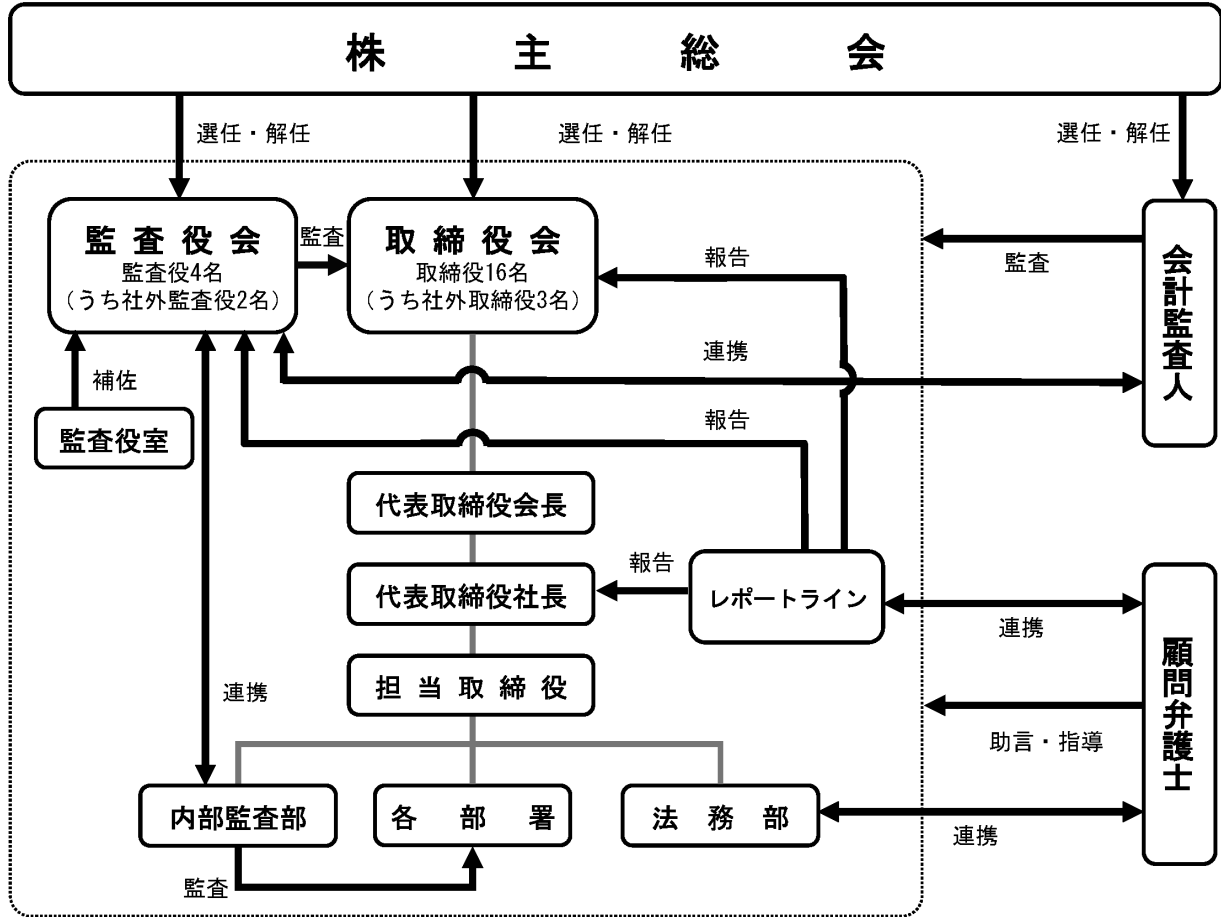 株主総会
選任・解任
選任・解任
選任・解任
監査役会
監査役4名
（うち社外監査役2名）
監査
取締役会
取締役16名
（うち社外取締役3名）
報告
監査
会計監査人
連携
補佐
監査役室
報告
代表取締役会長
代表取締役社長
報告
レポートライン
連携
顧問弁護士
担当取締役
連携
助言・指導
内部監査部
各部署
法務部
連携
監査